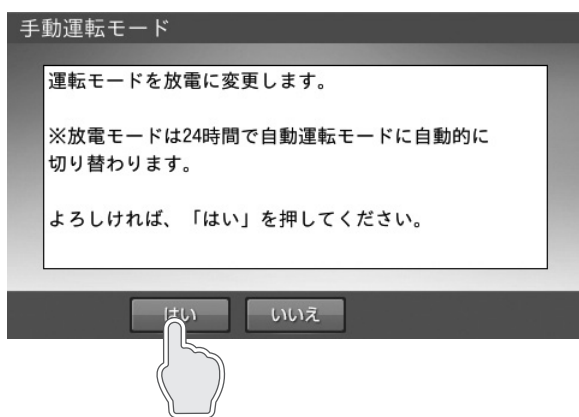 手動運転モード
運転モードを放電に変更します。
※放電モードは24時間で自動運転モードに自動的に
切り替わります。
よろしければ、「はい」を押してください。
はい
いいえ